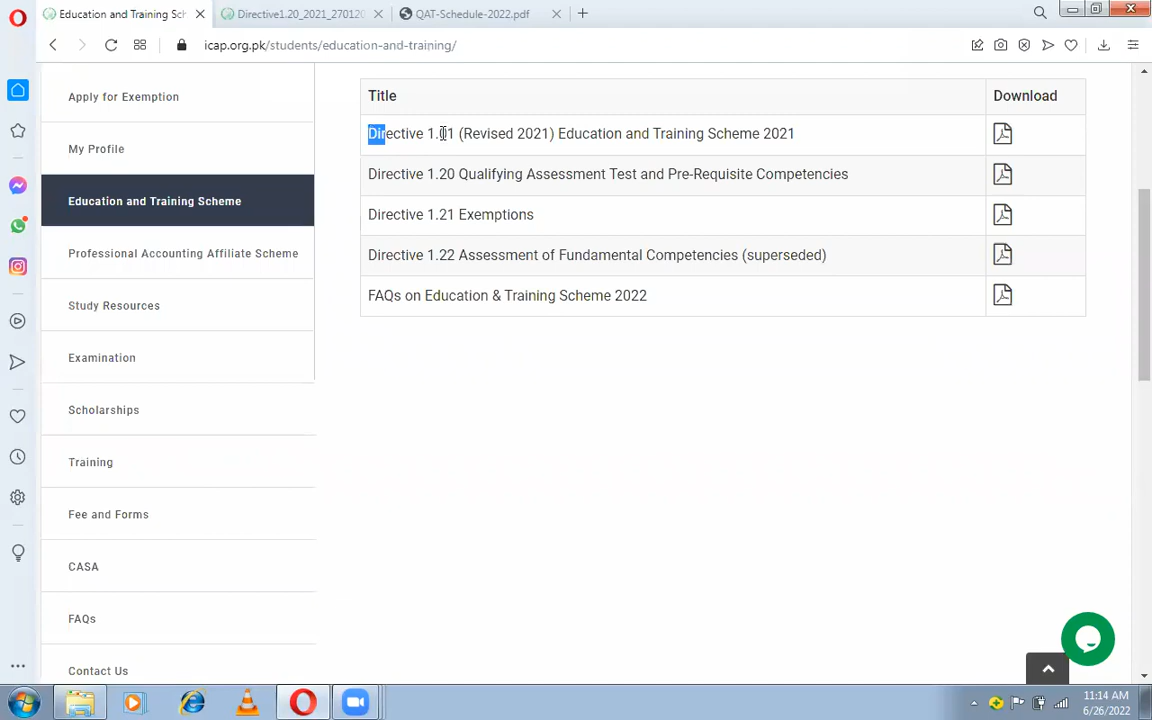 Education and Training Sch
Directive1.20_2021_270120
QAT-Schedule-2022.pdf
icap.org.pk/students/education-and-training/
Apply for Exemption
My Profile
Education and Training Scheme
Professional Accounting Affiliate Scheme
Study Resources
Examination
Scholarships
Training
Fee and Forms
CASA
FAQs
Contact Us
Title Download
Directive 1.01 (Revised 2021) Education and Training Scheme 2021
Directive 1.20 Qualifying Assessment Test and Pre-Requisite Competencies
Directive 1.21 Exemptions
Directive 1.22 Assessment of Fundamental Competencies (superseded)
FAQs on Education & Training Scheme 2022
11:14 AM
6/26/2022